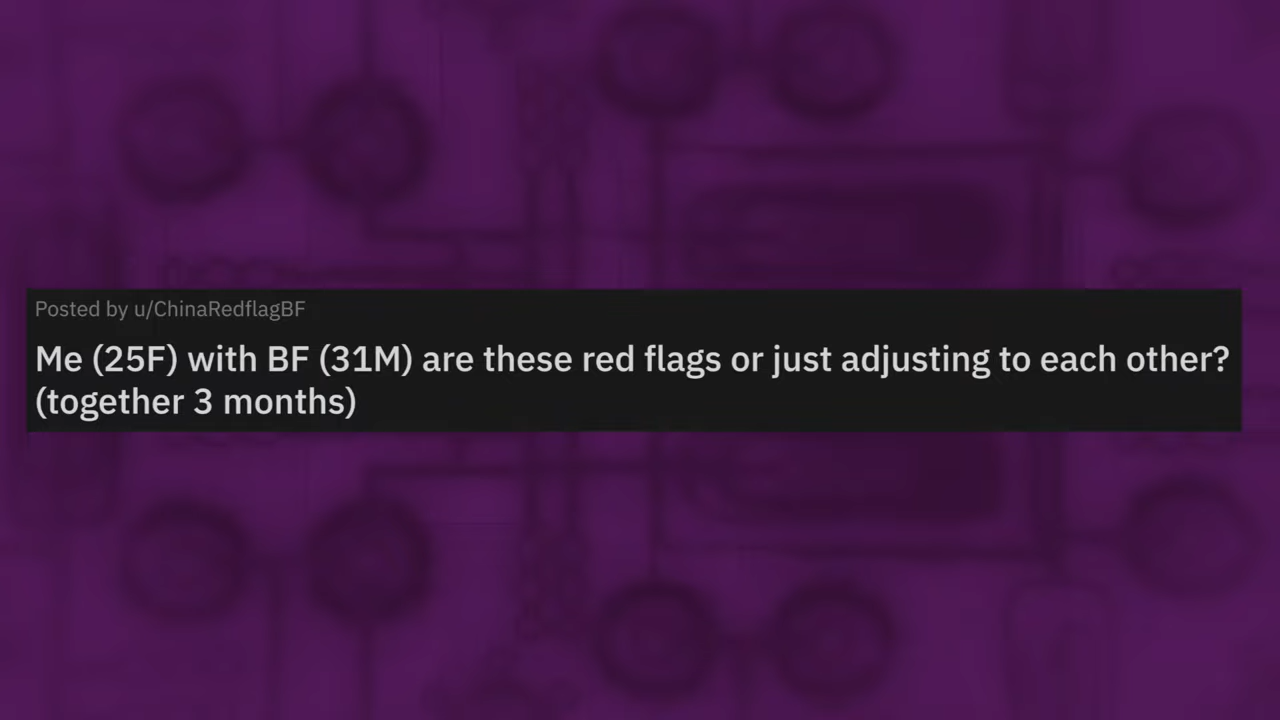 Posted by u/ChinaRedflagBF
Me (25F) with BF (31M) are these red flags or just adjusting to each other?
(together 3 months)